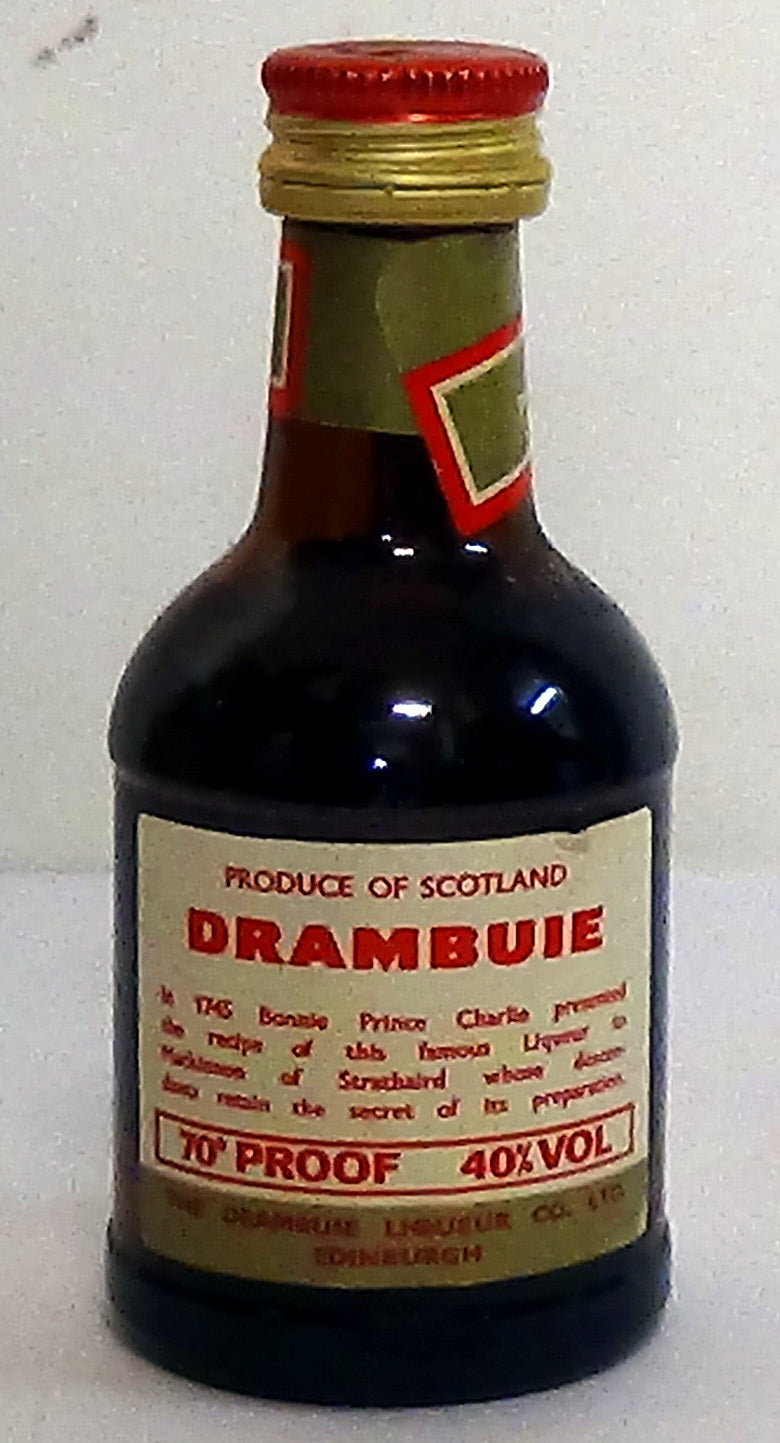 PRODUCE OF SCOTLAND
DRAMBUIE
In 1745 Bonnie Prince Charlie presented
the recipe of this famous Liqueur to
Mackinnon of Strathaird whose descen-
dants retain the secret of its preparation.
70° PROOF 40% VOL
THE DRAMBUIE LIQUEUR CO. LTD.
EDINBURGH